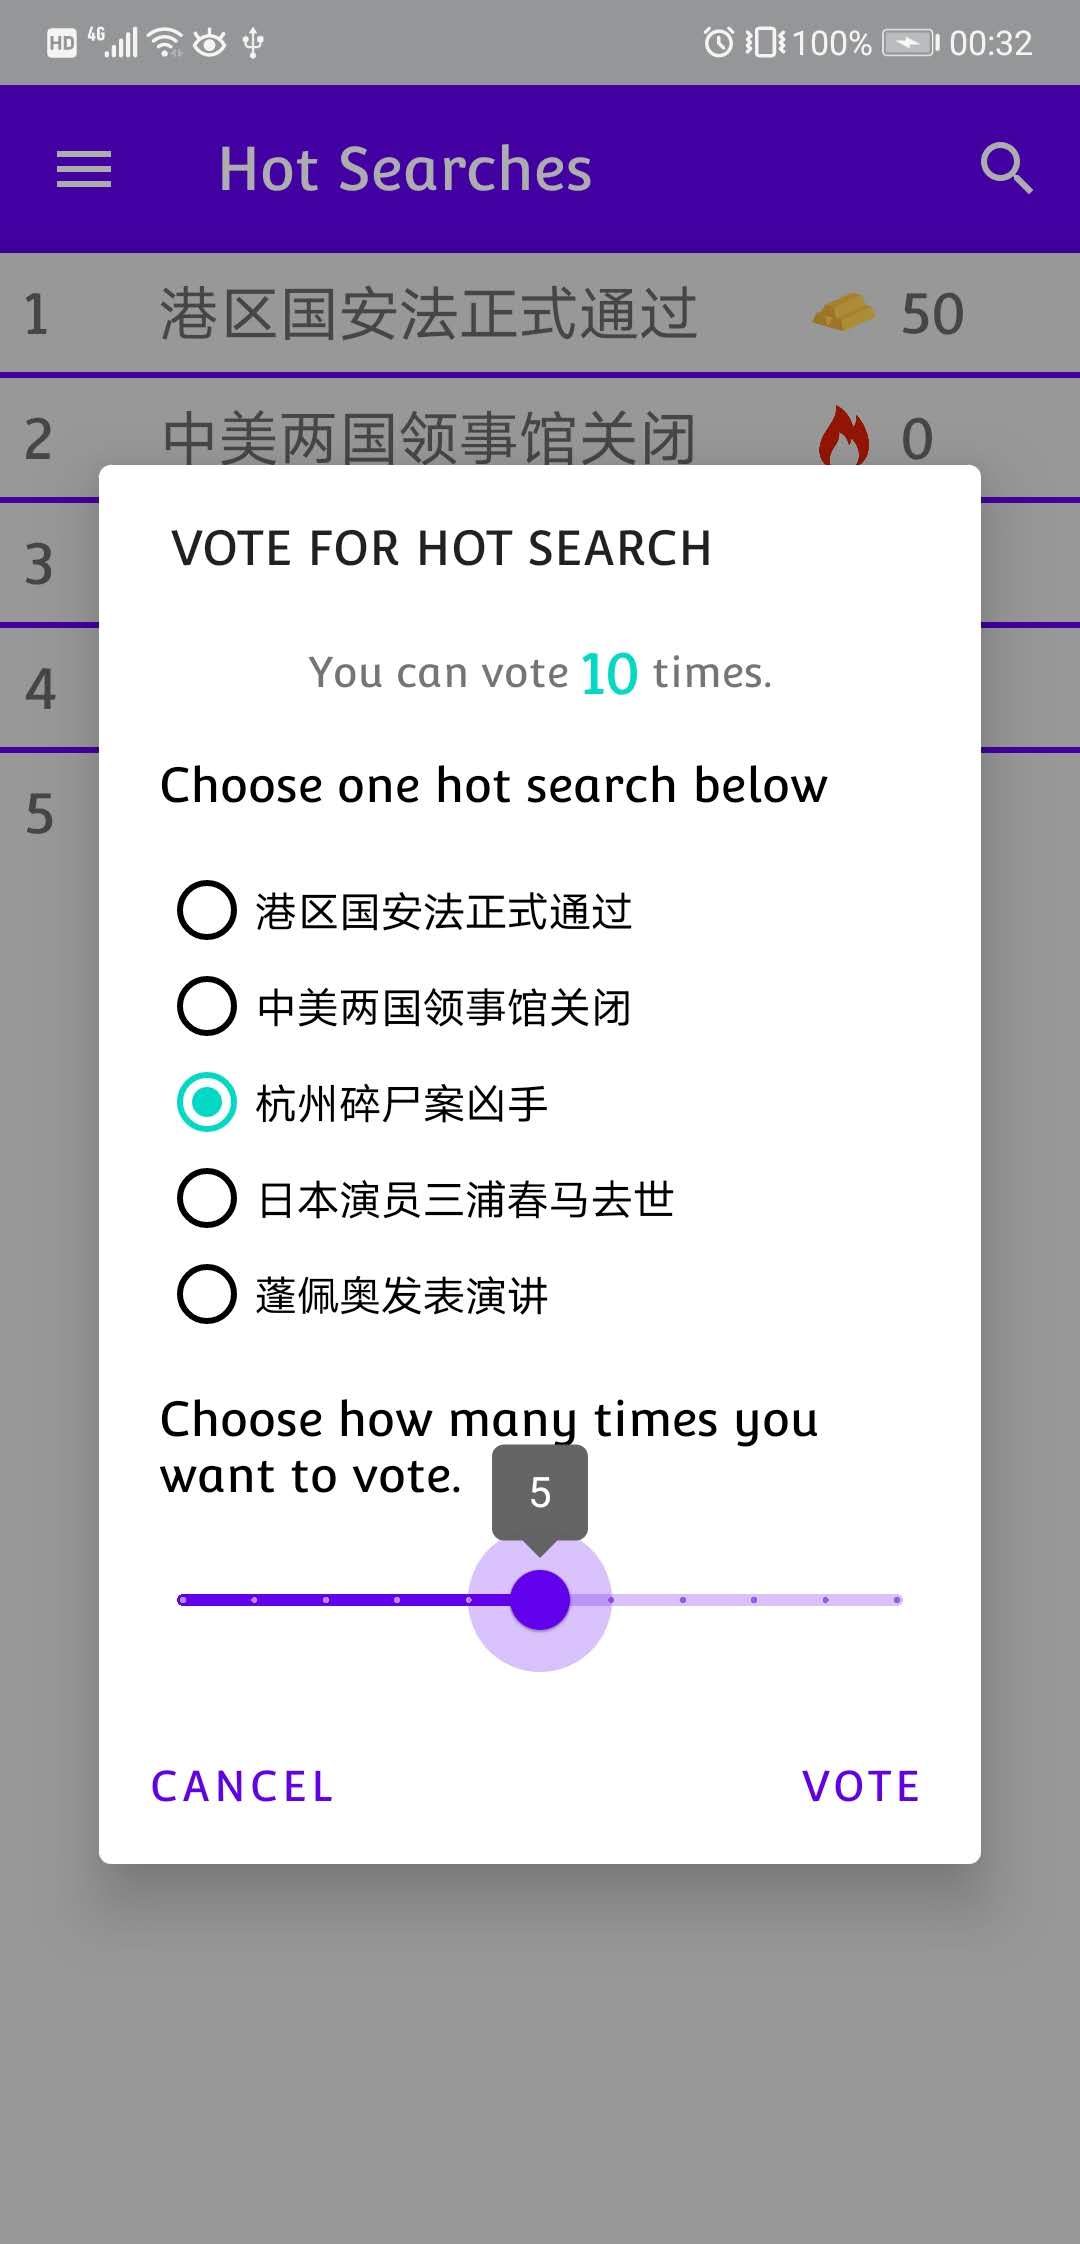 HD 4G 100% 00:32
Hot Searches
1 港区国安法正式通过 50
2 中美两国领事馆关闭 0
3
4
5
VOTE FOR HOT SEARCH
You can vote 10 times.
Choose one hot search below
港区国安法正式通过
中美两国领事馆关闭
杭州碎尸案凶手
日本演员三浦春马去世
蓬佩奥发表演讲
Choose how many times you
want to vote.
5
CANCEL VOTE